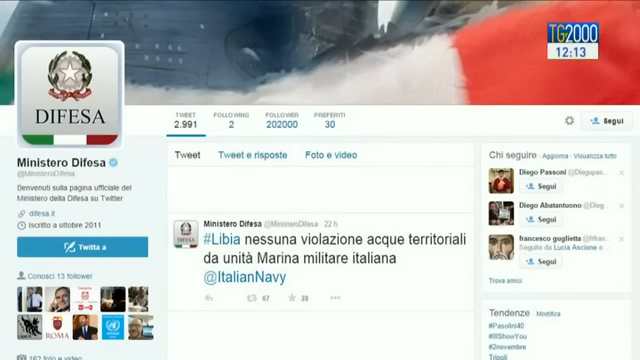 TG2000
12:13
DIFESA
TWEET FOLLOWING FOLLOWER PREFERITI
2.991 2 202000 30
Segui
Ministero Difesa
@MinisteroDifesa
Benvenuti sulla pagina ufficiale del
Ministero della Difesa su Twitter
difesa.it
Iscritto a ottobre 2011
Twitta a
Conosci 13 follower
ROMA
162 foto e video
Tweet Tweet e risposte Foto e video
DIFESA
Ministero Difesa @MinisteroDifesa 22 h
#Libia nessuna violazione acque territoriali
da unità Marina militare italiana
@ItalianNavy
67 28
Chi seguire Aggiorna Visualizza tutto
Diego Passoni @Diegopas...
Segui
Diego Abatantuono @Dieg...
Segui
francesco guglietta @frfran...
Seguito da Lucia Ascione e...
Segui
Trova amici
Tendenze Modifica
#Pasolini40
#IllShowYou
#2novembre
Tripoli